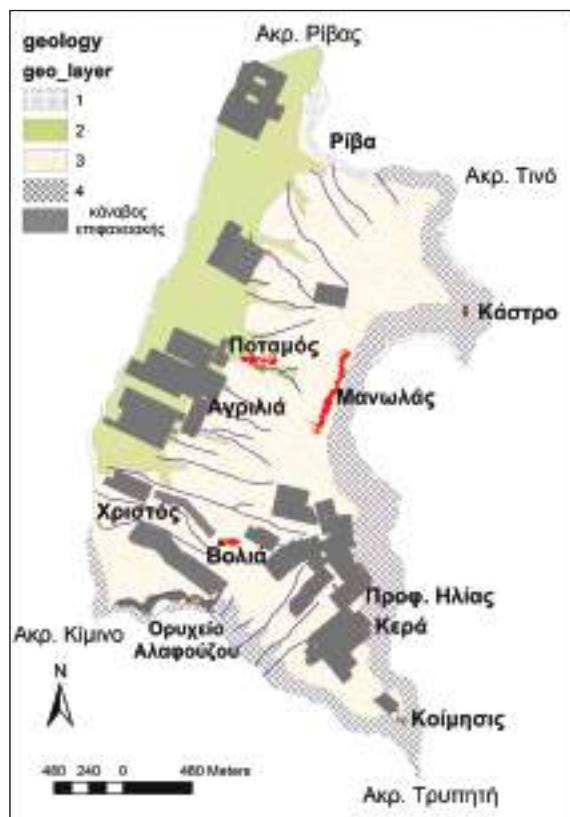 Ακρ. Ρίβας
geology
geo_layer
1
2
3
4
κάναβος
επιφανειακής
Ρίβα
Ακρ. Τινό
Κάστρο
Ποταμός
Μανωλάς
Αγριλιά
Χριστός
Βολιά
Προφ. Ηλίας
Κερά
Ακρ. Κίμινο
Ορυχείο
Αλαφούζου
Κοίμησις
N
480 240 0 480 Meters
Ακρ. Τρυπητή